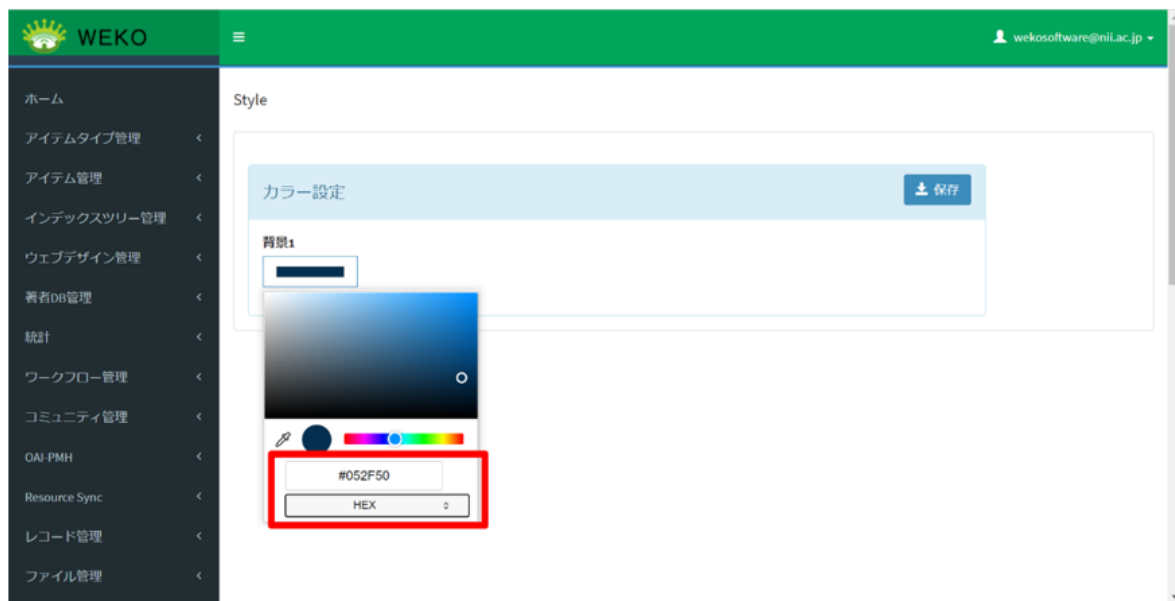 WEKO
wekosoftware@nii.ac.jp
ホーム
アイテムタイプ管理
アイテム管理
インデックスツリー管理
ウェブデザイン管理
著者DB管理
統計
ワークフロー管理
コミュニティ管理
OAI-PMH
Resource Sync
レコード管理
ファイル管理
Style
カラー設定
保存
背景1
#052F50
HEX